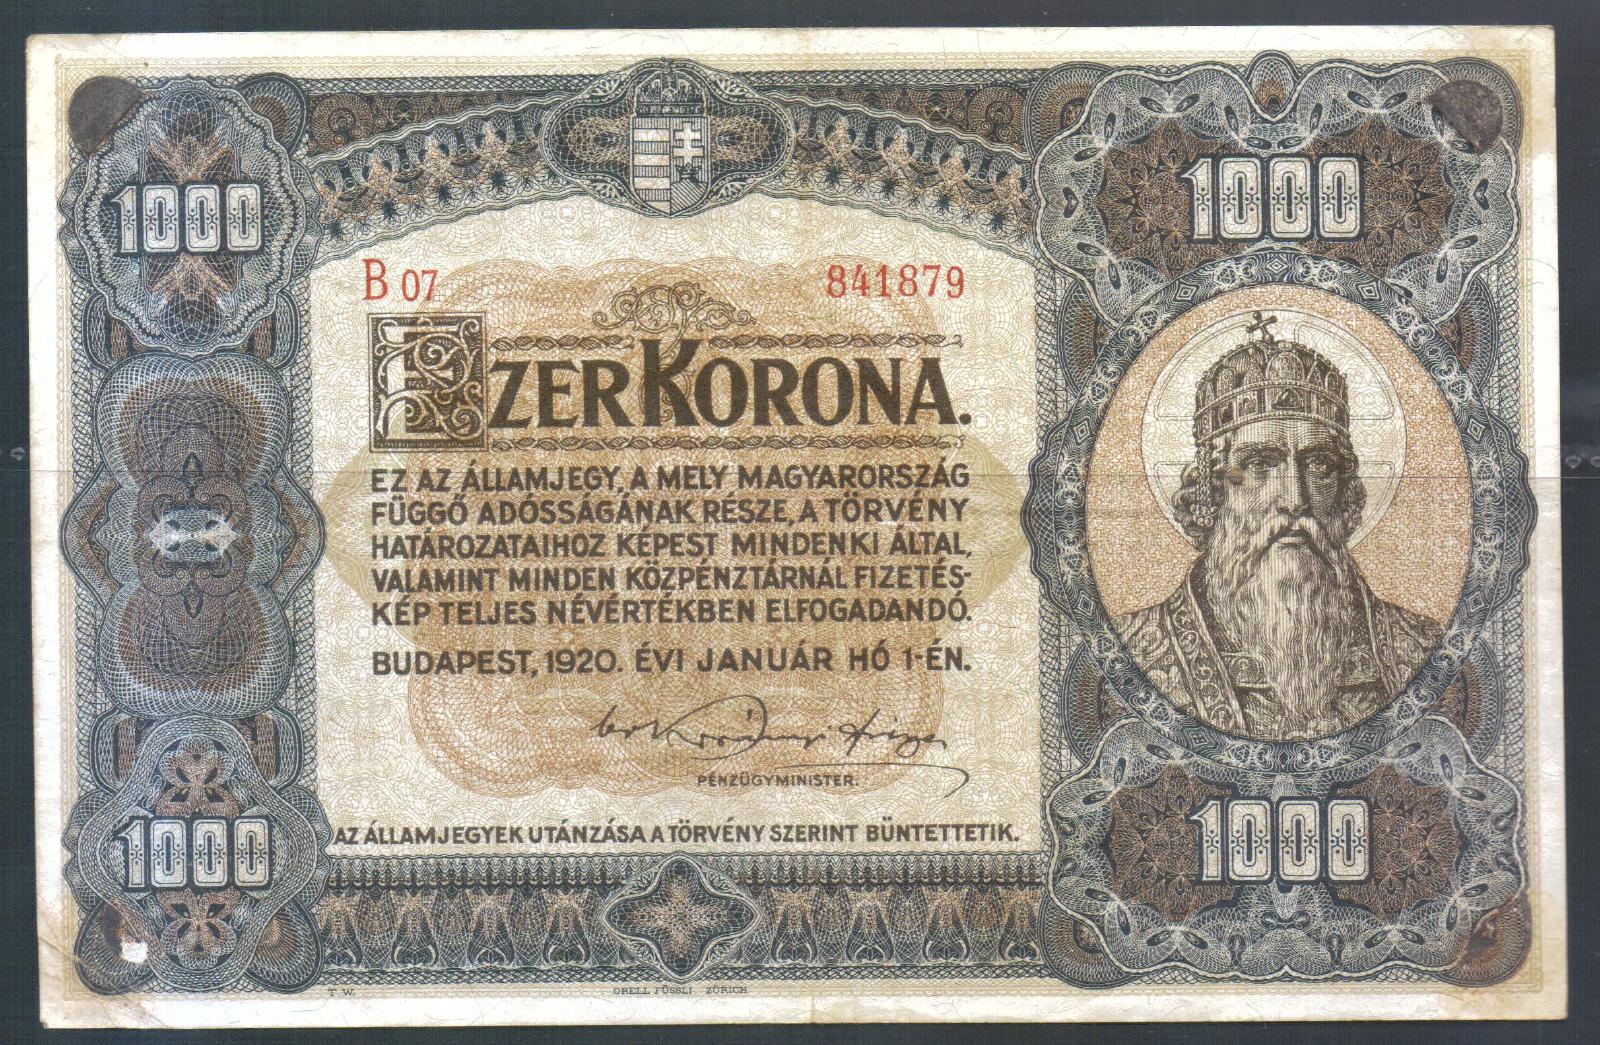 1000
1000
B 07
841879
EZER KORONA.
EZ AZ ÁLLAMJEGY, A MELY MAGYARORSZÁG
FÜGGŐ ADÓSSÁGÁNAK RÉSZE, A TÖRVÉNY
HATÁROZATAIHOZ KÉPEST MINDENKI ÁLTAL,
VALAMINT MINDEN KÖZPÉNZTÁRNÁL FIZETÉS-
KÉP TELJES NÉVÉRTÉKBEN ELFOGADANDÓ.
BUDAPEST, 1920. ÉVI JANUÁR HÓ 1-ÉN.
PÉNZÜGYMINISTER.
AZ ÁLLAMJEGYEK UTÁNZÁSA A TÖRVÉNY SZERINT BÜNTETTETIK.
1000
1000
T. W.
ORELL FÜSSLI ZÜRICH